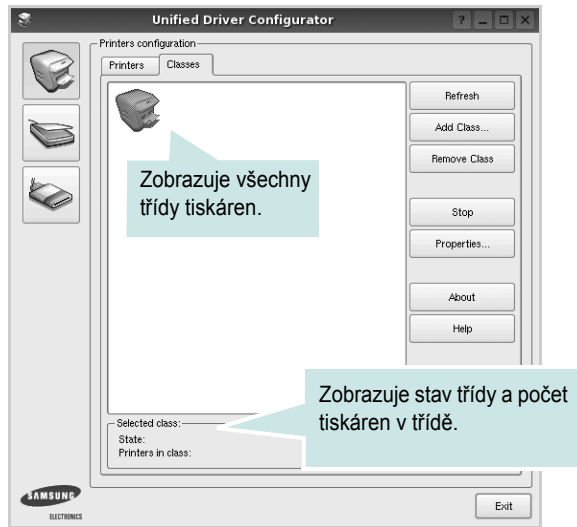 Unified Driver Configurator
Printers configuration
Printers
Classes
Refresh
Add Class...
Remove Class
Zobrazuje všechny
třídy tiskáren.
Stop
Properties...
About
Help
Zobrazuje stav třídy a počet
tiskáren v třídě.
Selected class:
State:
Printers in class:
SAMSUNG
ELECTRONICS
Exit